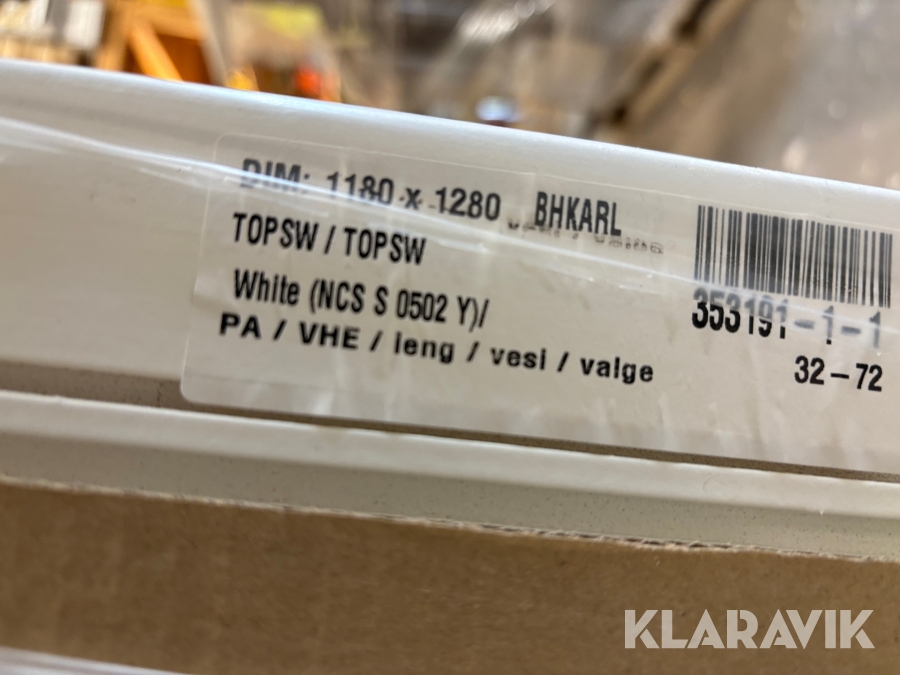 DIM: 1180 x 1280 BHKARL
TOPSW / TOPSW
White (NCS S 0502 Y)/
PA / VHE / leng / vesi / valge
353191-1-1
32-72
KLARAVIK